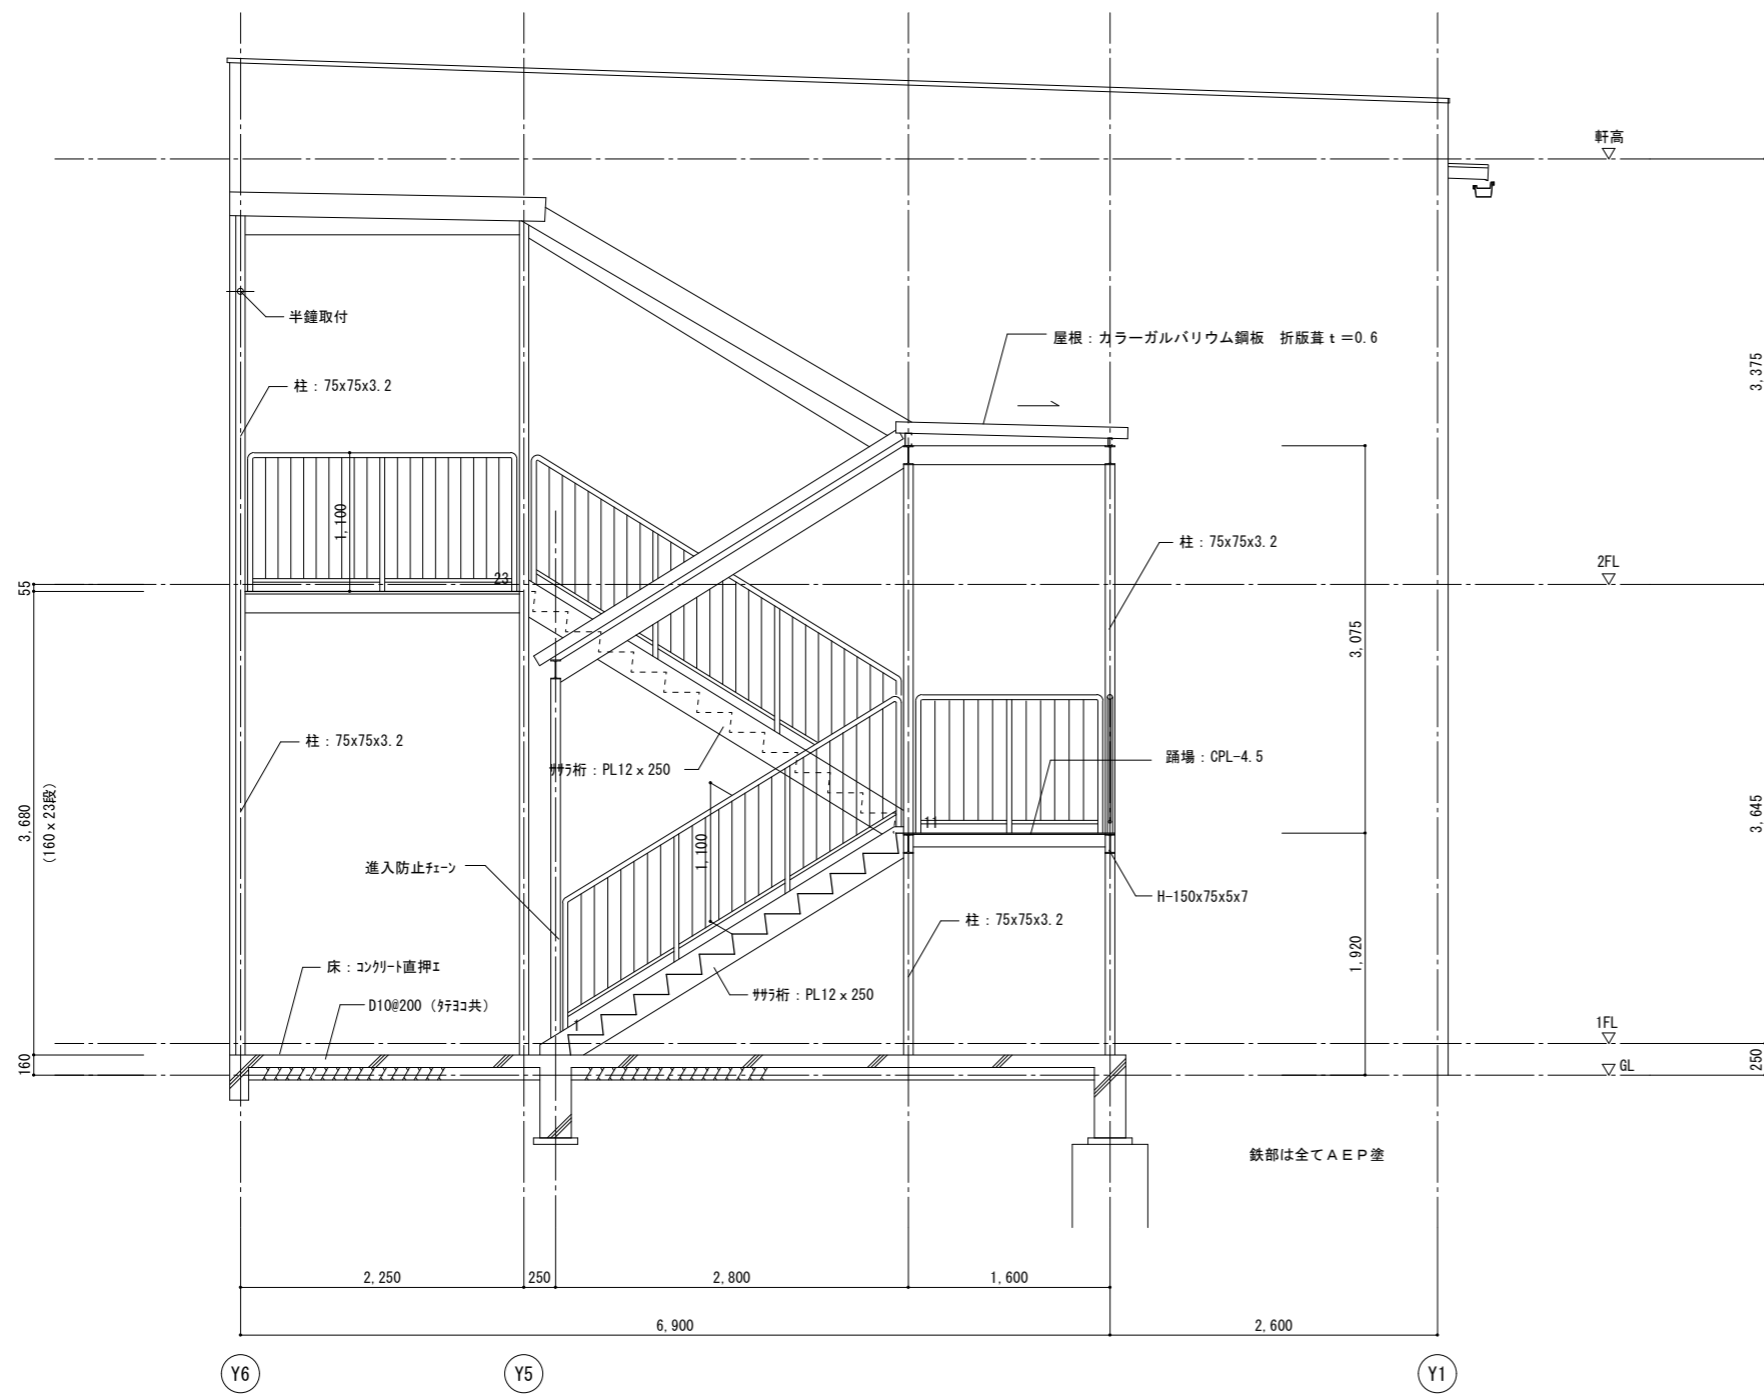 軒高
半鐘取付
屋根：カラーガルバリウム鋼板　折版葺ｔ＝0.6
3,375
柱：75x75x3.2
1,100
柱：75x75x3.2
2FL
55
23
3,075
柱：75x75x3.2
ｻｻﾗ桁：PL12ｘ250
踊場：CPL-4.5
3,680
(160ｘ23段)
11
3,645
1,100
進入防止ﾁｪｰﾝ
H-150x75x5x7
柱：75x75x3.2
1,920
床：ｺﾝｸﾘｰﾄ直押ｴ
D10@200（ﾀﾃﾖｺ共）
ｻｻﾗ桁：PL12ｘ250
1
1FL
160
250
GL
鉄部は全てＡＥＰ塗
2,250
250
2,800
1,600
6,900
2,600
Y6
Y5
Y1